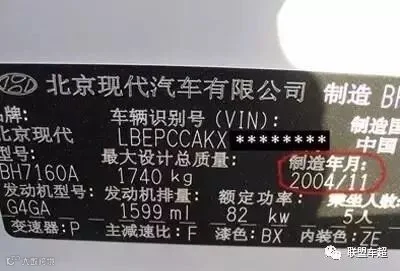 北京现代汽车有限公司 制造 BH
品牌: 车辆识别号(VIN): 制造国
北京现代 LBEPCCAKX******** 中国
型号: 最大设计总质量: 制造年月:
BH7160A 1740 kg 2004/11
发动机型号: 发动机排量: 额定功率: 乘坐人数
G4GA 1599 ml 82 kw 5人
变速器: P 主减速比: F 漆色: BX 内装色: ZE
联盟车超